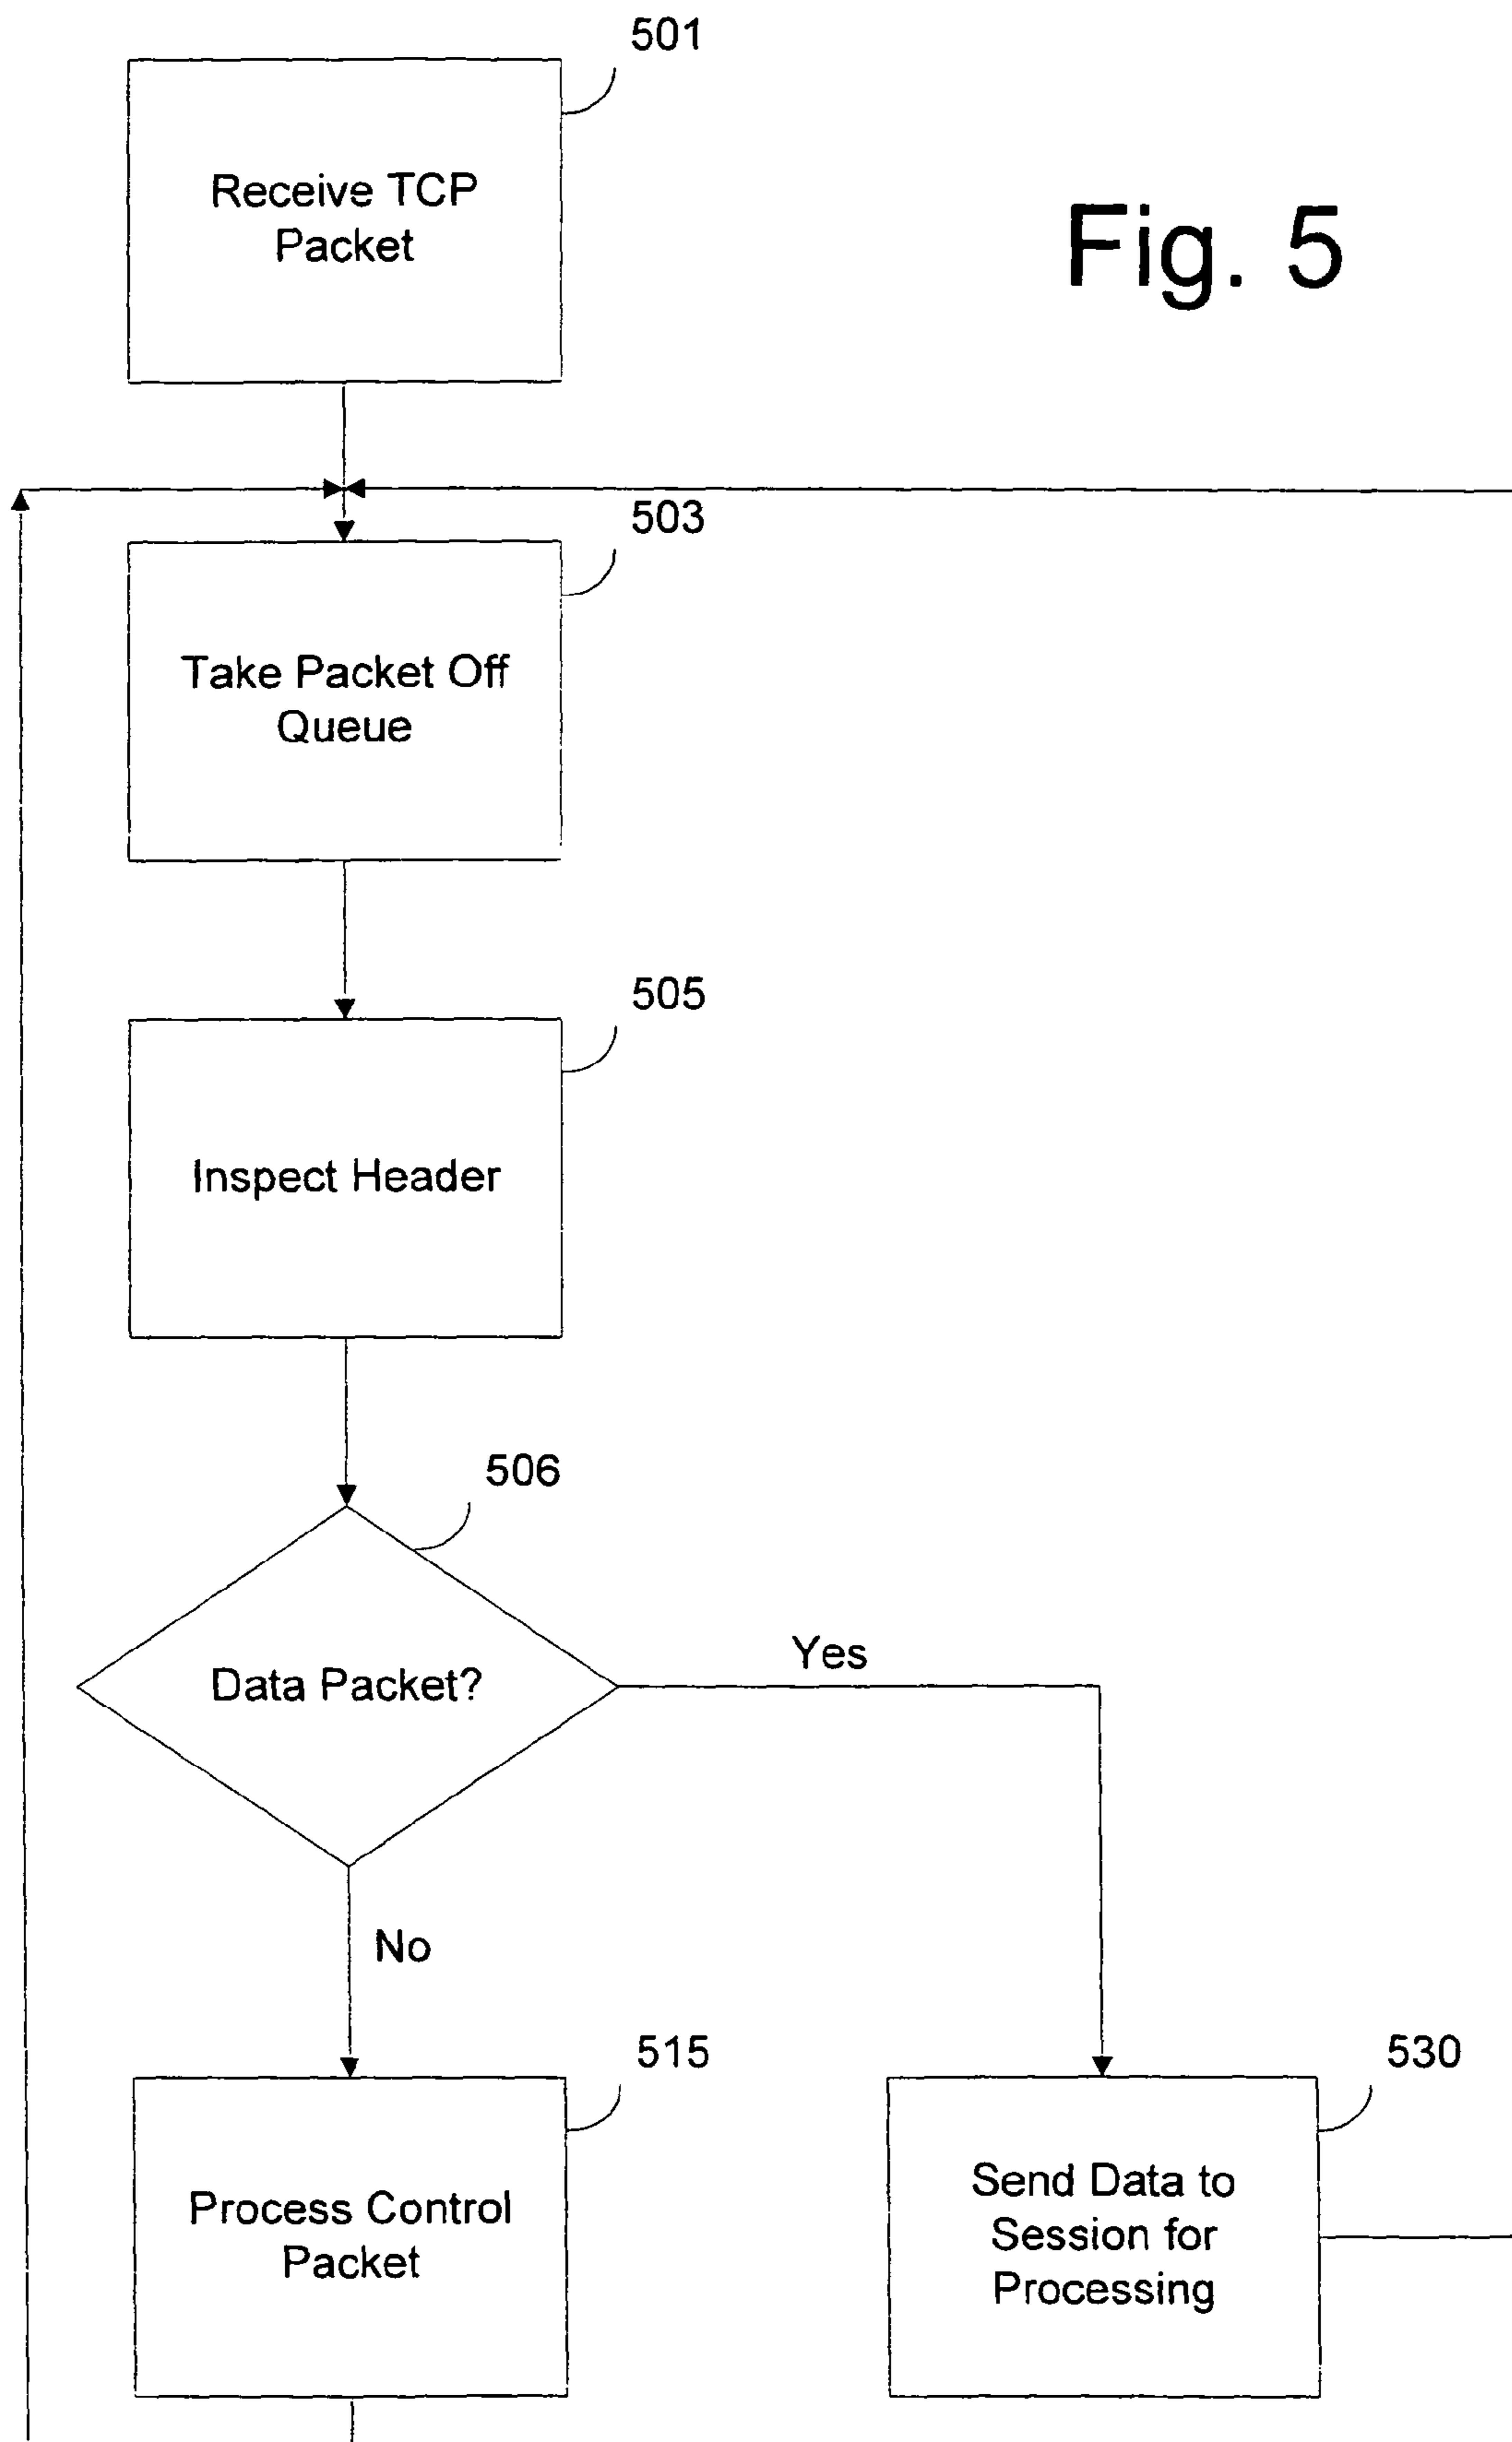 501
Receive TCP
Packet
Fig. 5
503
Take Packet Off
Queue
505
Inspect Header
506
Data Packet?
Yes
No
515
Process Control
Packet
530
Send Data to
Session for
Processing